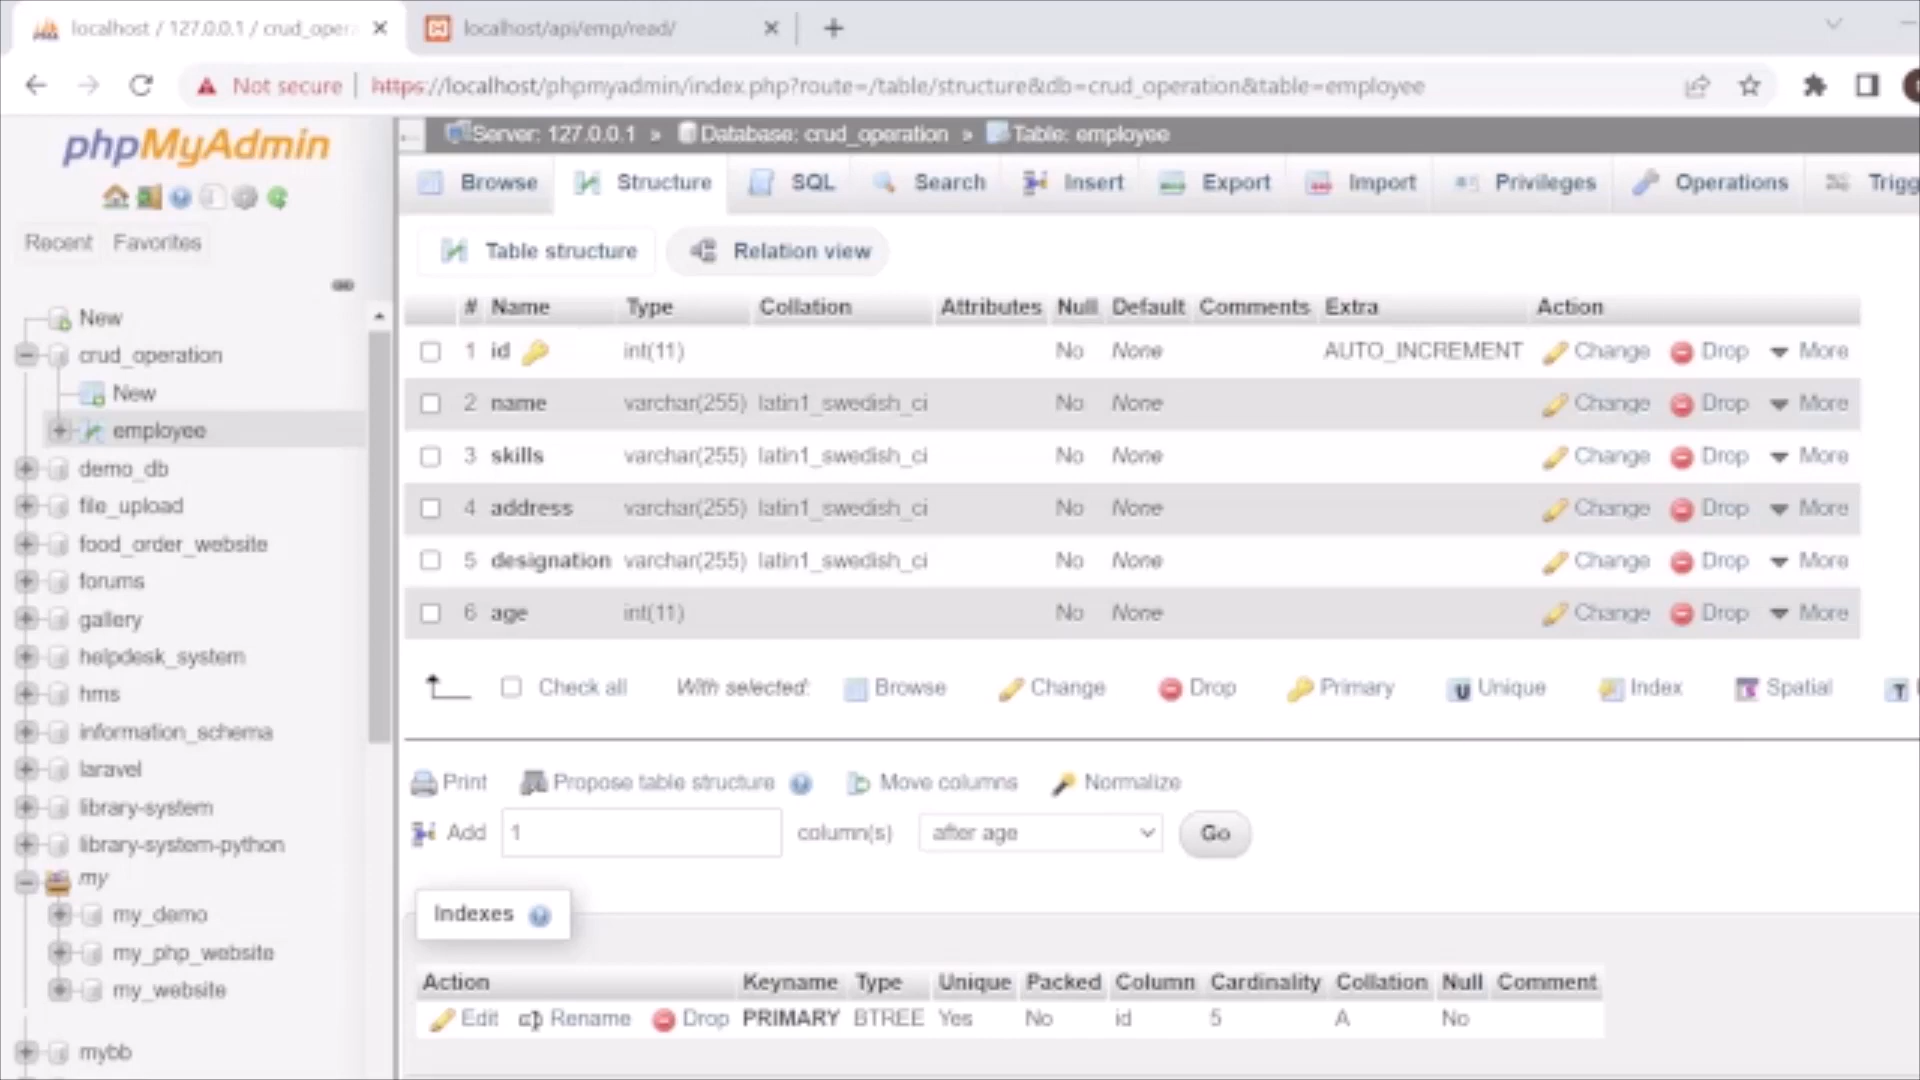 localhost / 127.0.0.1 / crud_opera
localhost/api/emp/read/
Not secure | https://localhost/phpmyadmin/index.php?route=/table/structure&db=crud_operation&table=employee
phpMyAdmin
Recent Favorites
New
crud_operation
New
employee
demo_db
file_upload
food_order_website
forums
gallery
helpdesk_system
hms
information_schema
laravel
library-system
library-system-python
my
my_demo
my_php_website
my_website
mybb
Server: 127.0.0.1 » Database: crud_operation » Table: employee
Browse Structure SQL Search Insert Export Import Privileges Operations Trigg
Table structure Relation view
# Name Type Collation Attributes Null Default Comments Extra Action
1 id int(11) No None AUTO_INCREMENT Change Drop More
2 name varchar(255) latin1_swedish_ci No None Change Drop More
3 skills varchar(255) latin1_swedish_ci No None Change Drop More
4 address varchar(255) latin1_swedish_ci No None Change Drop More
5 designation varchar(255) latin1_swedish_ci No None Change Drop More
6 age int(11) No None Change Drop More
Check all With selected: Browse Change Drop Primary Unique Index Spatial
Print Propose table structure Move columns Normalize
Add 1 column(s) after age Go
Indexes
Action Keyname Type Unique Packed Column Cardinality Collation Null Comment
Edit Rename Drop PRIMARY BTREE Yes No id 5 A No